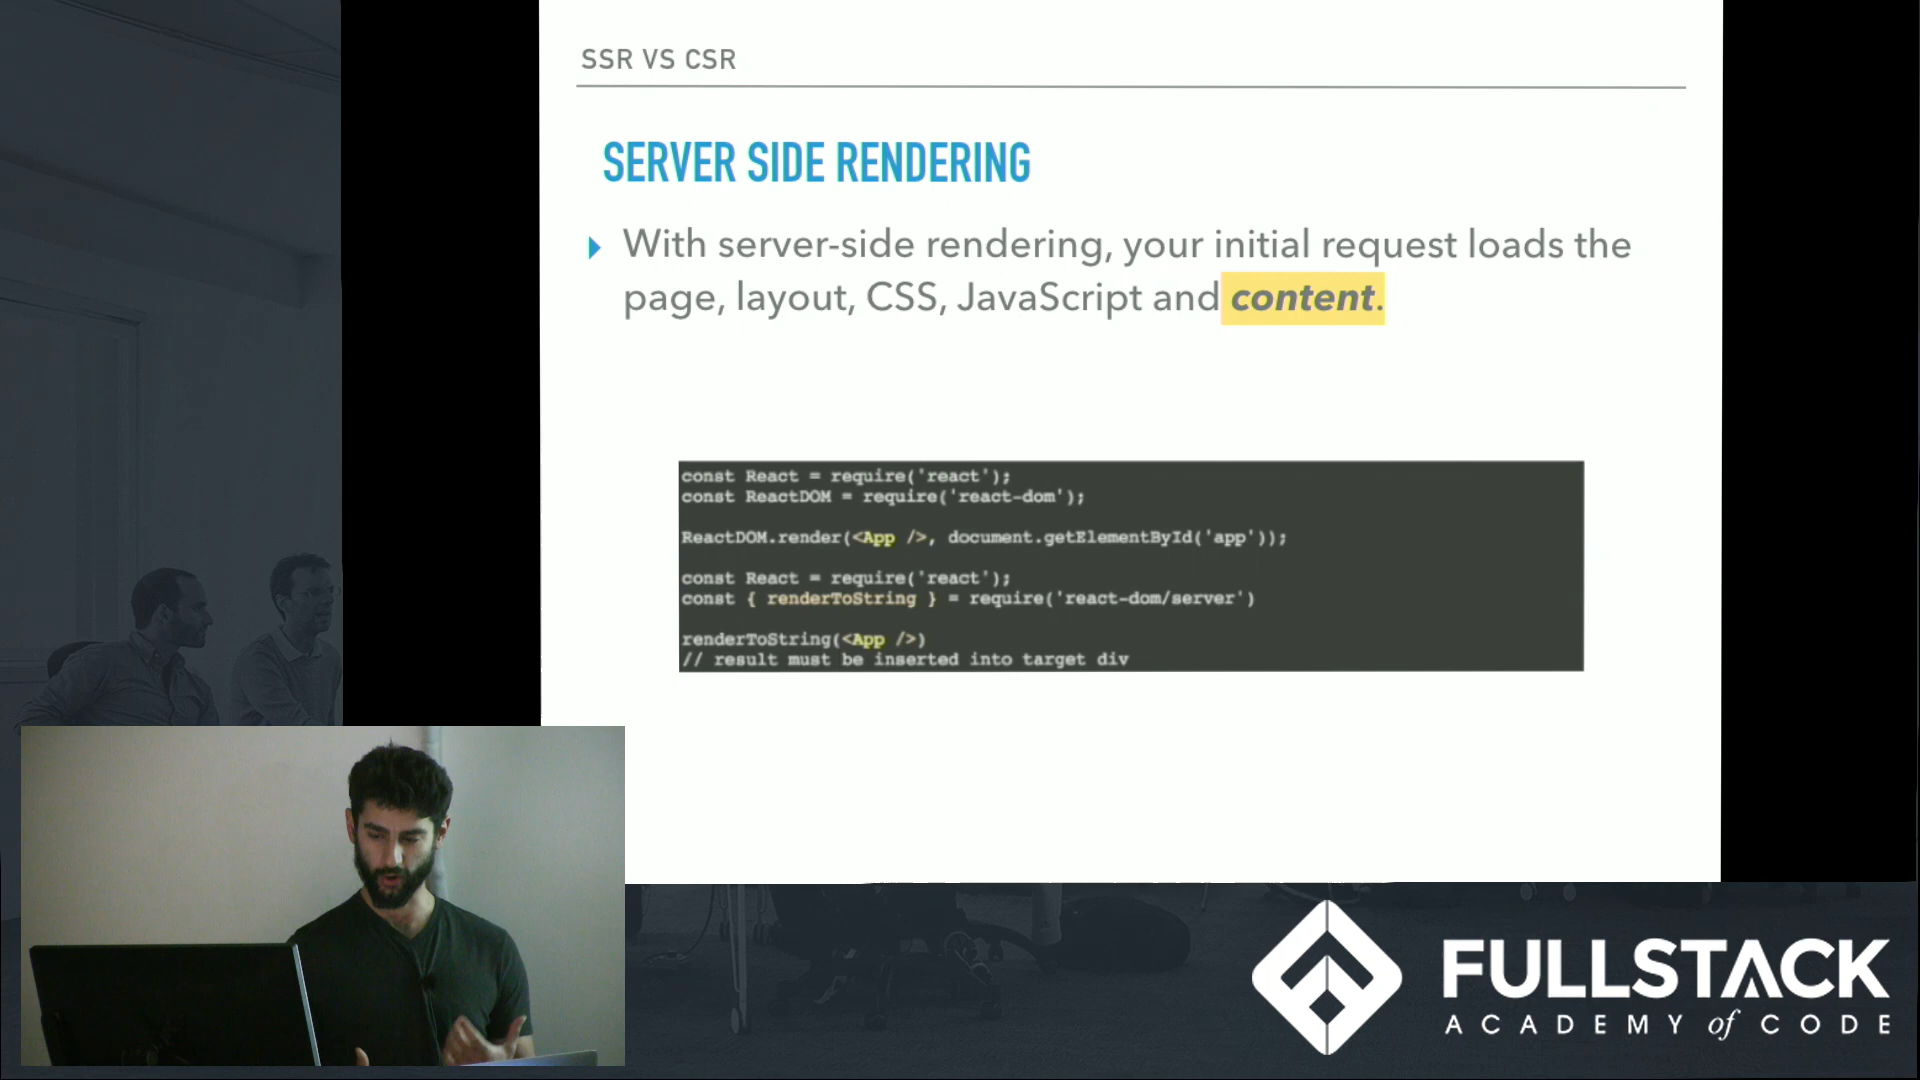 SSR VS CSR
SERVER SIDE RENDERING
With server-side rendering, your initial request loads the
page, layout, CSS, JavaScript and content.
const React = require('react');
const ReactDOM = require('react-dom');
ReactDOM.render(<App />, document.getElementById('app'));
const React = require('react');
const { renderToString } = require('react-dom/server')
renderToString(<App />)
// result must be inserted into target div
FULLSTACK
ACADEMY of CODE